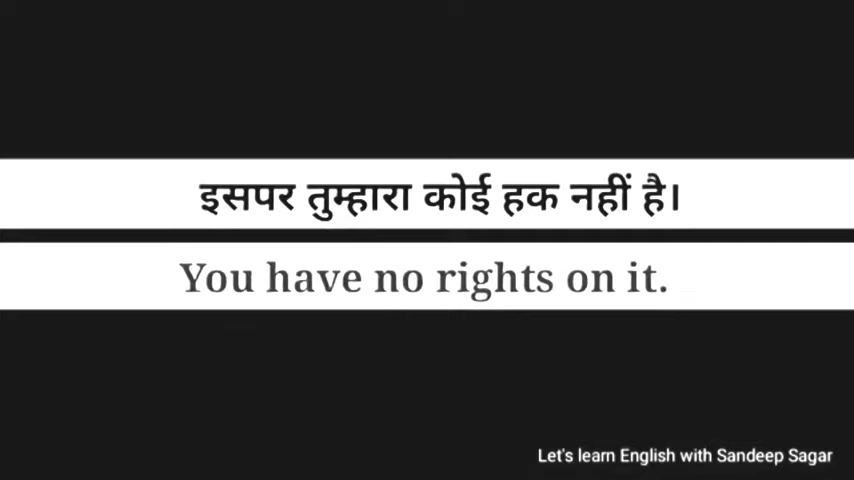 इसपर तुम्हारा कोई हक नहीं है।
You have no rights on it.
Let's learn English with Sandeep Sagar